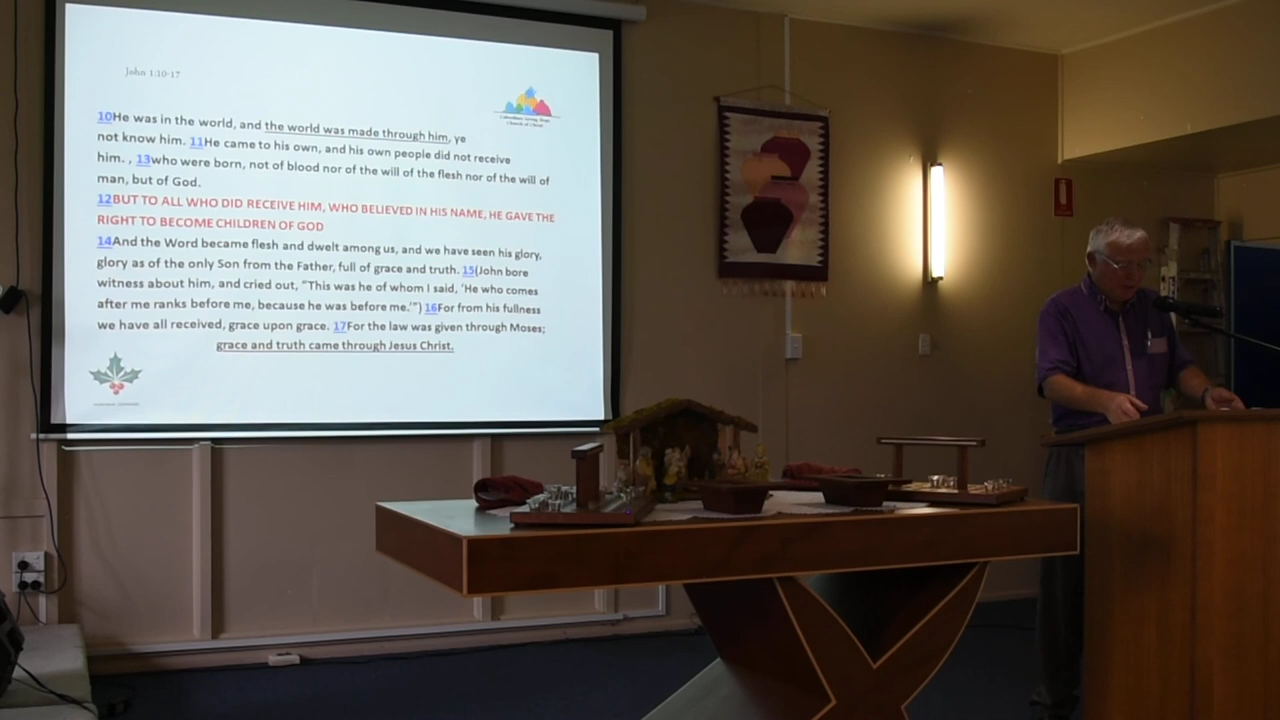 John 1:10-17
10He was in the world, and the world was made through him, ye
not know him. 11He came to his own, and his own people did not receive
him. , 13who were born, not of blood nor of the will of the flesh nor of the will of
man, but of God.
12BUT TO ALL WHO DID RECEIVE HIM, WHO BELIEVED IN HIS NAME, HE GAVE THE
RIGHT TO BECOME CHILDREN OF GOD
14And the Word became flesh and dwelt among us, and we have seen his glory,
glory as of the only Son from the Father, full of grace and truth. 15(John bore
witness about him, and cried out, “This was he of whom I said, ‘He who comes
after me ranks before me, because he was before me.’”) 16For from his fullness
we have all received, grace upon grace. 17For the law was given through Moses;
grace and truth came through Jesus Christ.
Church of Christ